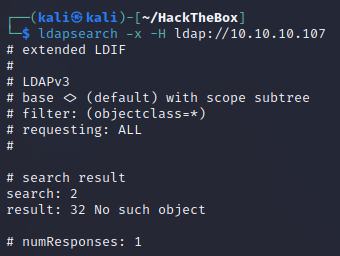 ┌──(kali㉿kali)-[~/HackTheBox]
└─$ ldapsearch -x -H ldap://10.10.10.107
# extended LDIF
#
# LDAPv3
# base <> (default) with scope subtree
# filter: (objectclass=*)
# requesting: ALL
#

# search result
search: 2
result: 32 No such object

# numResponses: 1